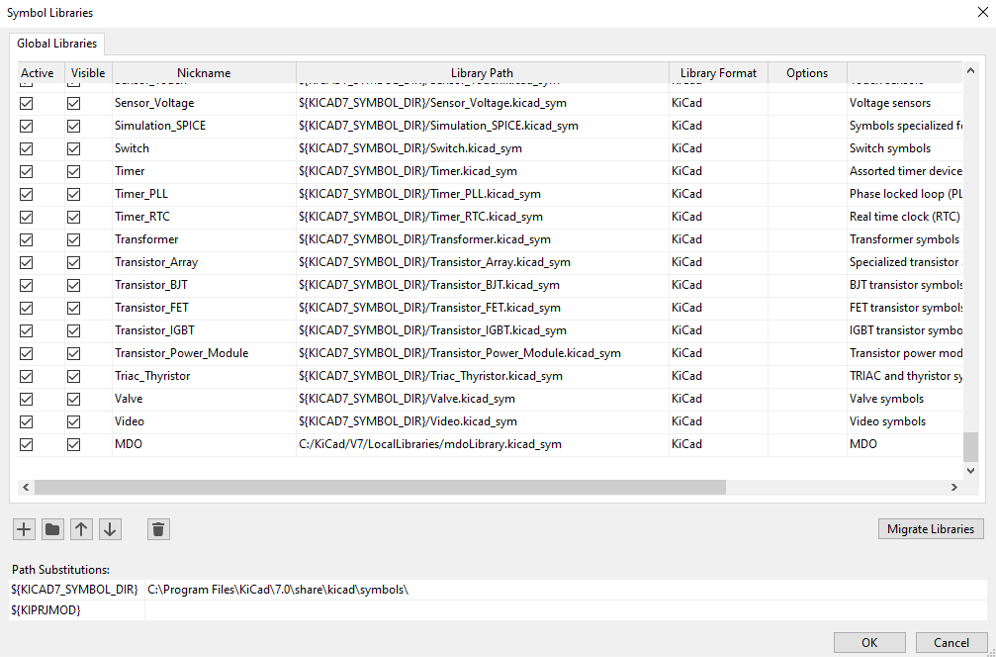 Symbol Libraries
Global Libraries
Active Visible Nickname Library Path Library Format Options
Sensor_Voltage ${KICAD7_SYMBOL_DIR}/Sensor_Voltage.kicad_sym KiCad Voltage sensors
Simulation_SPICE ${KICAD7_SYMBOL_DIR}/Simulation_SPICE.kicad_sym KiCad Symbols specialized f
Switch ${KICAD7_SYMBOL_DIR}/Switch.kicad_sym KiCad Switch symbols
Timer ${KICAD7_SYMBOL_DIR}/Timer.kicad_sym KiCad Assorted timer device
Timer_PLL ${KICAD7_SYMBOL_DIR}/Timer_PLL.kicad_sym KiCad Phase locked loop (PL
Timer_RTC ${KICAD7_SYMBOL_DIR}/Timer_RTC.kicad_sym KiCad Real time clock (RTC)
Transformer ${KICAD7_SYMBOL_DIR}/Transformer.kicad_sym KiCad Transformer symbols
Transistor_Array ${KICAD7_SYMBOL_DIR}/Transistor_Array.kicad_sym KiCad Specialized transistor
Transistor_BJT ${KICAD7_SYMBOL_DIR}/Transistor_BJT.kicad_sym KiCad BJT transistor symbols
Transistor_FET ${KICAD7_SYMBOL_DIR}/Transistor_FET.kicad_sym KiCad FET transistor symbols
Transistor_IGBT ${KICAD7_SYMBOL_DIR}/Transistor_IGBT.kicad_sym KiCad IGBT transistor symbo
Transistor_Power_Module ${KICAD7_SYMBOL_DIR}/Transistor_Power_Module.kicad_sym KiCad Transistor power mod
Triac_Thyristor ${KICAD7_SYMBOL_DIR}/Triac_Thyristor.kicad_sym KiCad TRIAC and thyristor sy
Valve ${KICAD7_SYMBOL_DIR}/Valve.kicad_sym KiCad Valve symbols
Video ${KICAD7_SYMBOL_DIR}/Video.kicad_sym KiCad Video symbols
MDO C:/KiCad/V7/LocalLibraries/mdoLibrary.kicad_sym KiCad MDO
Migrate Libraries
Path Substitutions:
${KICAD7_SYMBOL_DIR} C:\Program Files\KiCad\7.0\share\kicad\symbols\
${KIPRJMOD}
OK Cancel